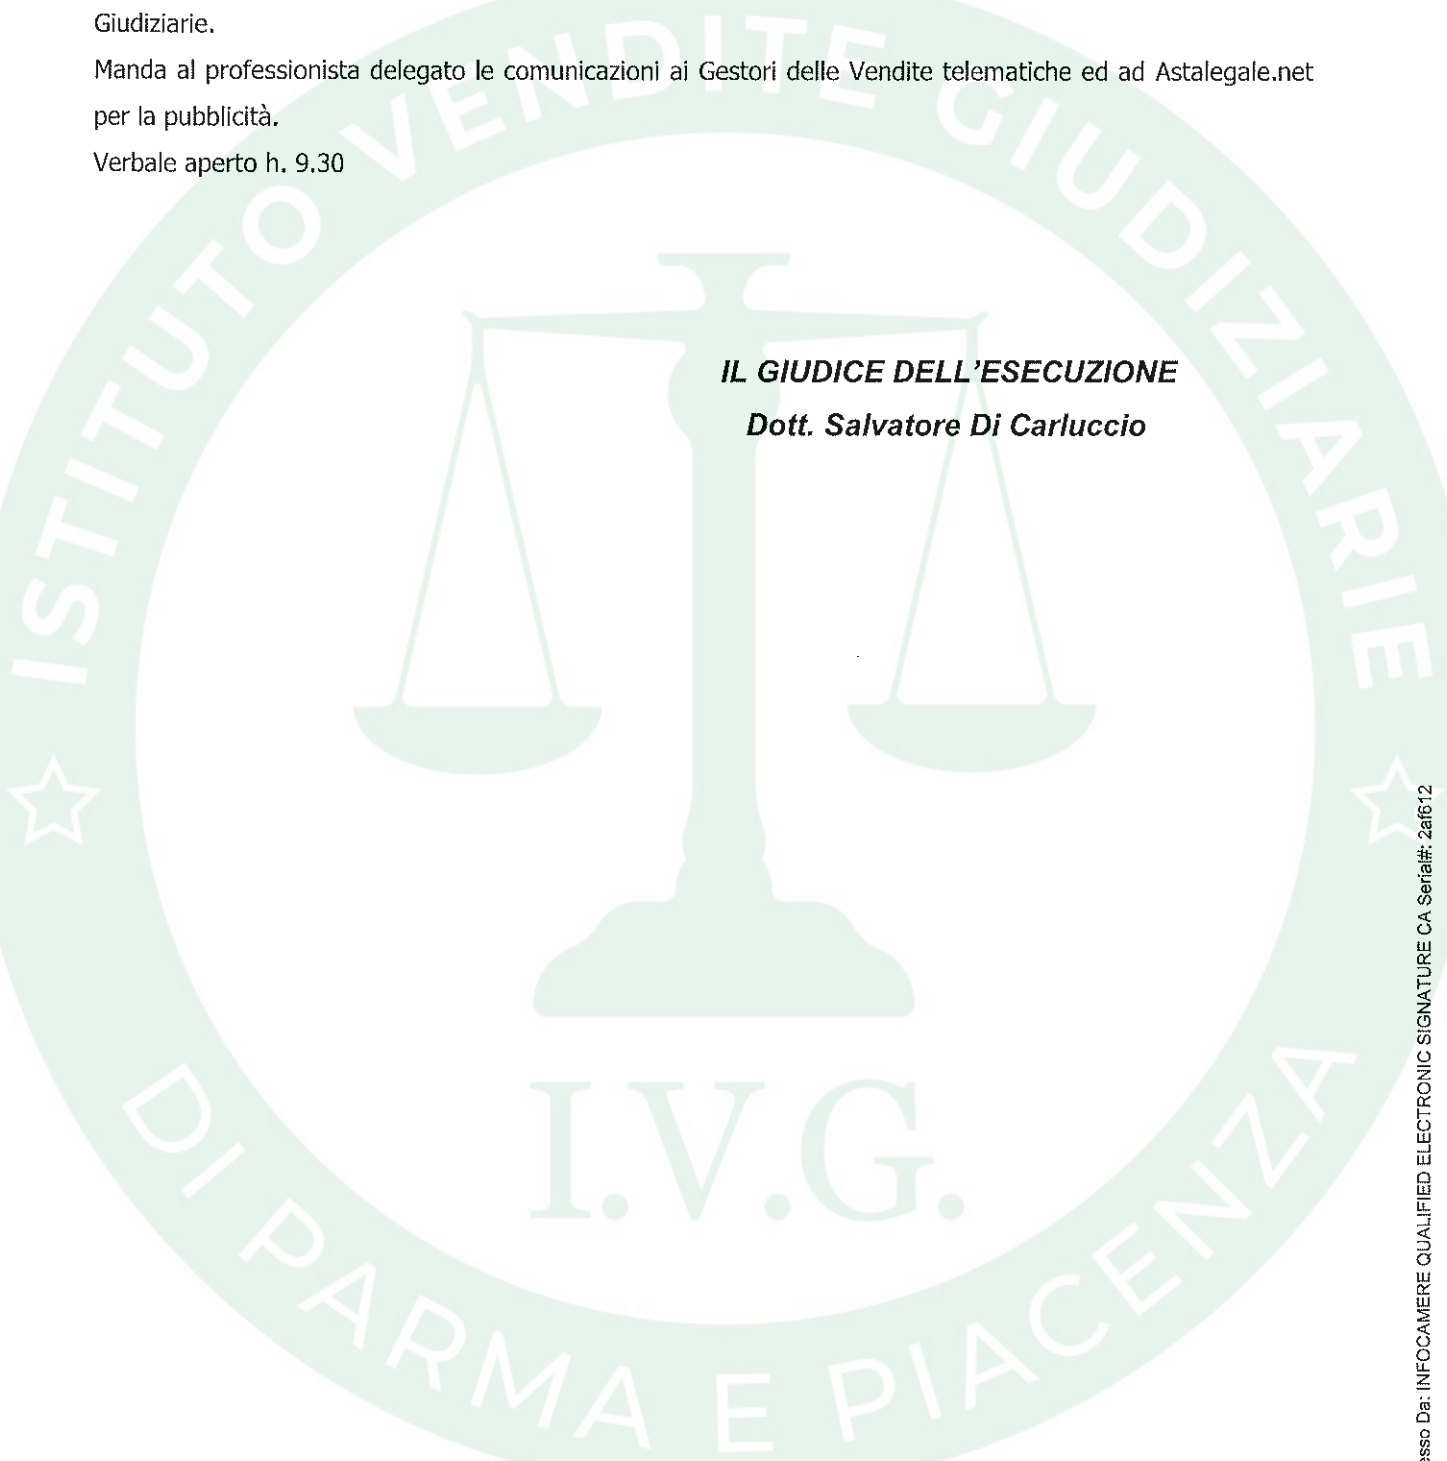 Giudiziarie.
Manda al professionista delegato le comunicazioni ai Gestori delle Vendite telematiche ed ad Astalegale.net
per la pubblicità.
Verbale aperto h. 9.30
IL GIUDICE DELL'ESECUZIONE
Dott. Salvatore Di Carluccio
ISTITUTO VENDITE GIUDIZIARIE
DI PARMA E PIACENZA
I.V.G.
esso Da: INFOCAMERE QUALIFIED ELECTRONIC SIGNATURE CA Serial#: 2af612